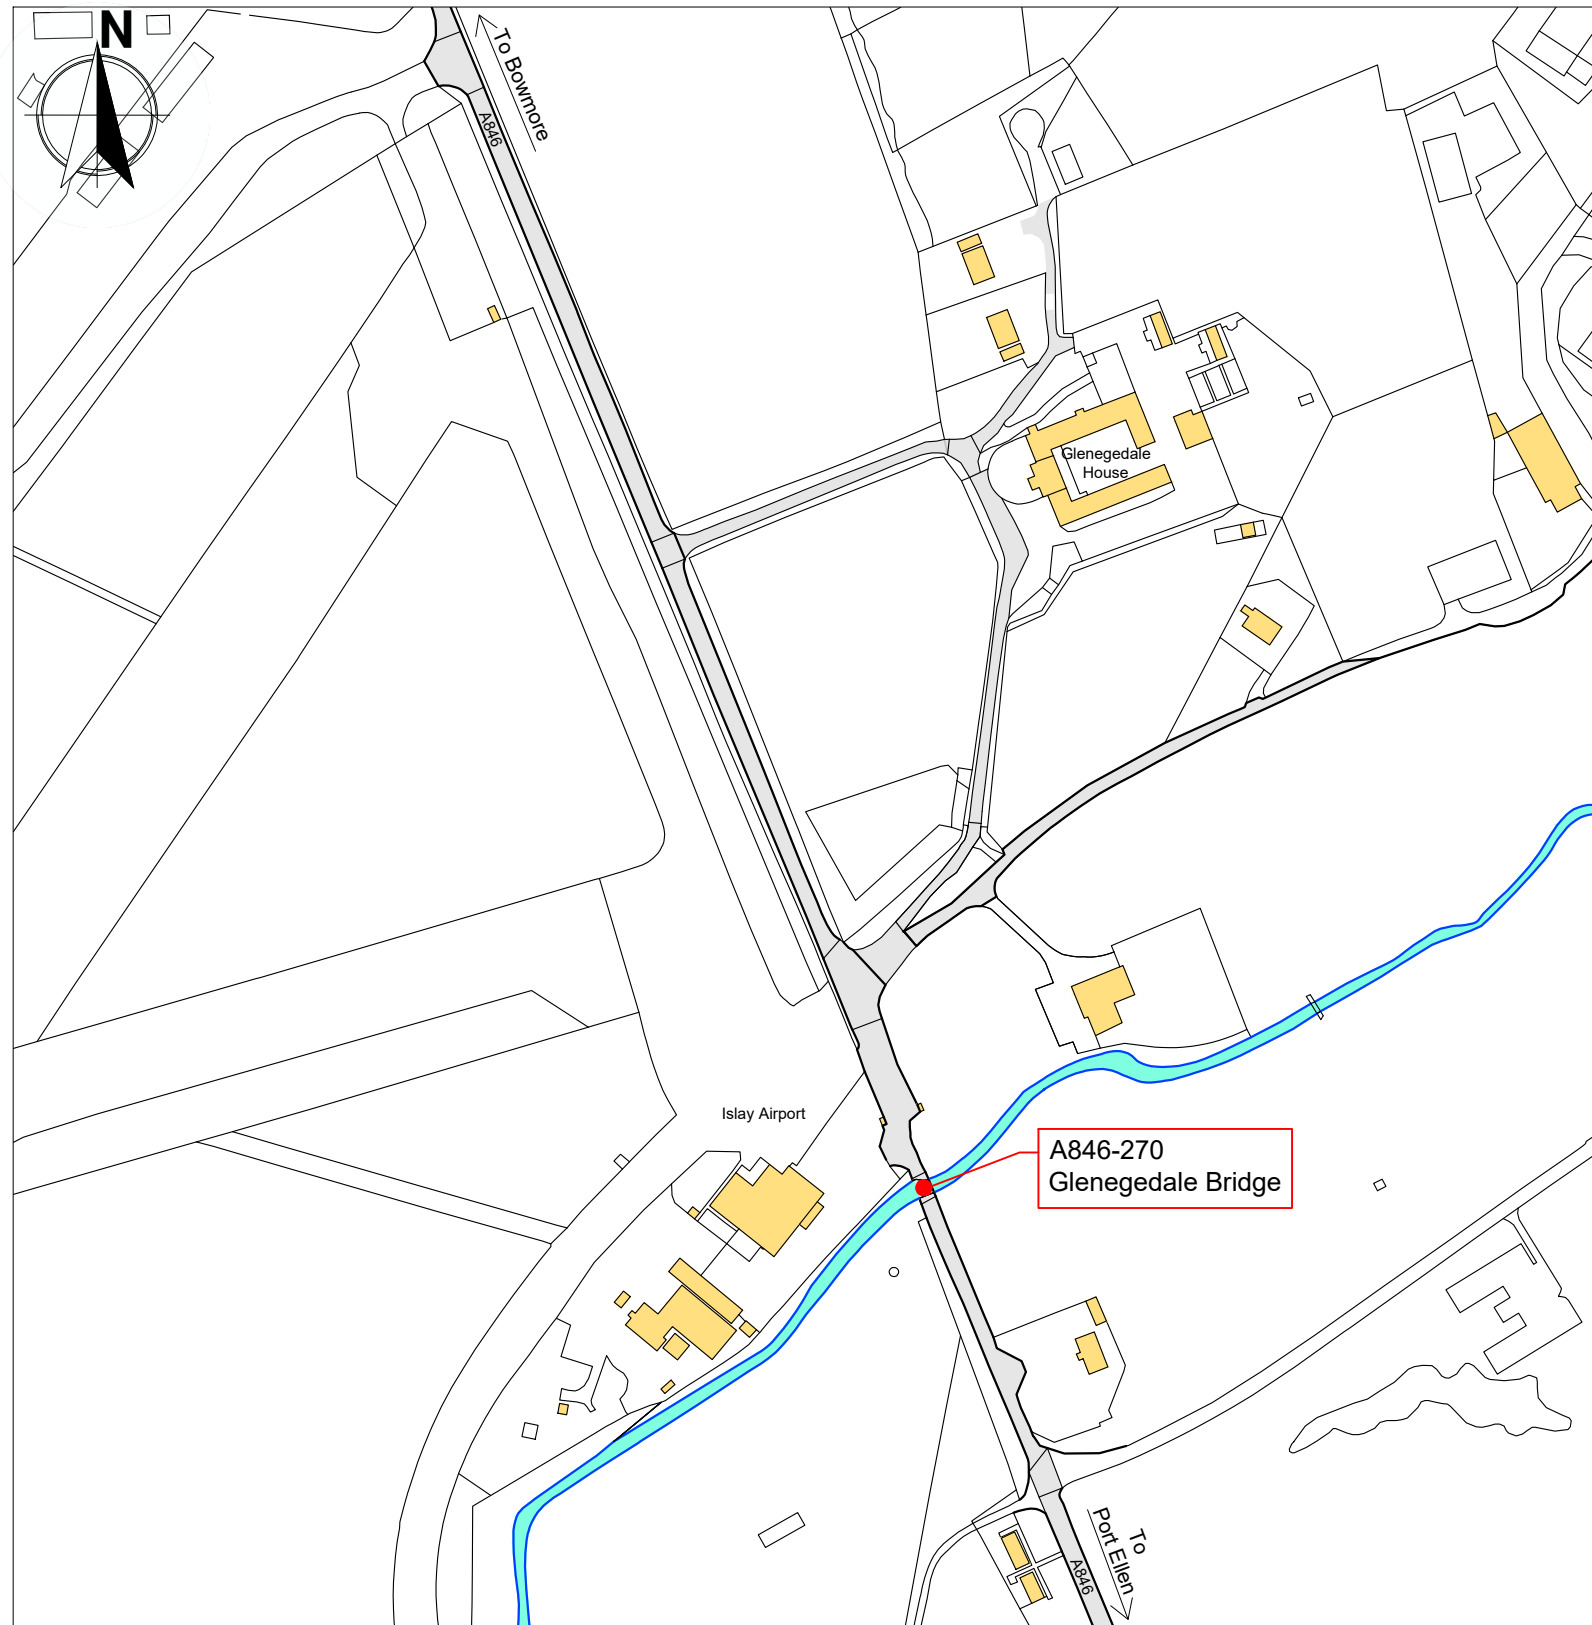 N
To Bowmore
A846
Glenegedale
House
Islay Airport
A846-270
Glenegedale Bridge
To
Port Ellen
A846